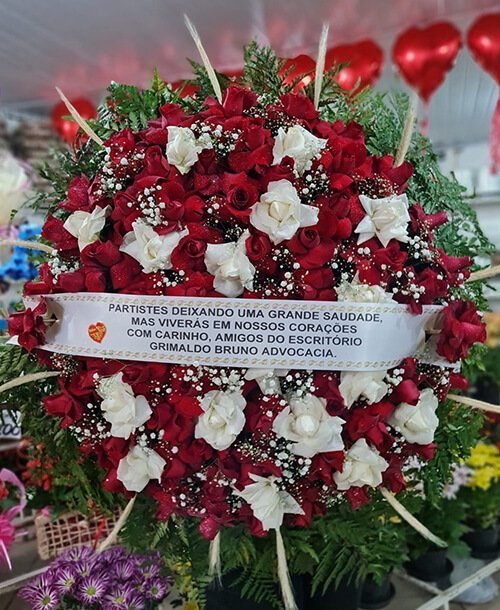 PARTISTES DEIXANDO UMA GRANDE SAUDADE,
MAS VIVERÁS EM NOSSOS CORAÇÕES
COM CARINHO, AMIGOS DO ESCRITÓRIO
GRIMALDO BRUNO ADVOCACIA.